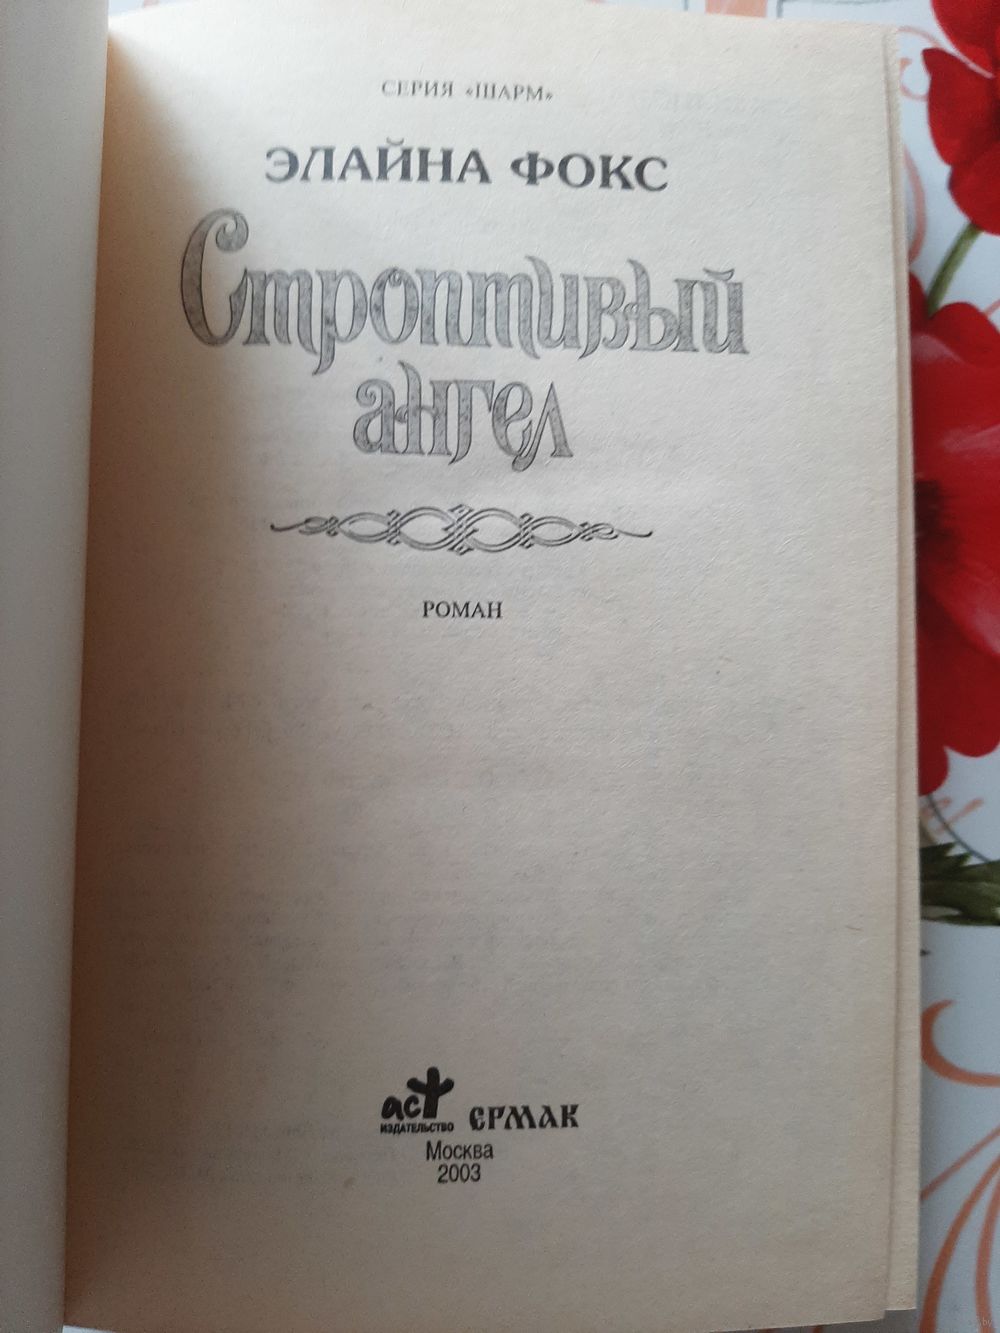 СЕРИЯ «ШАРМ»
ЭЛАЙНА ФОКС
Строптивый
ангел
РОМАН
аст
ИЗДАТЕЛЬСТВО
ЕРМАК
Москва
2003